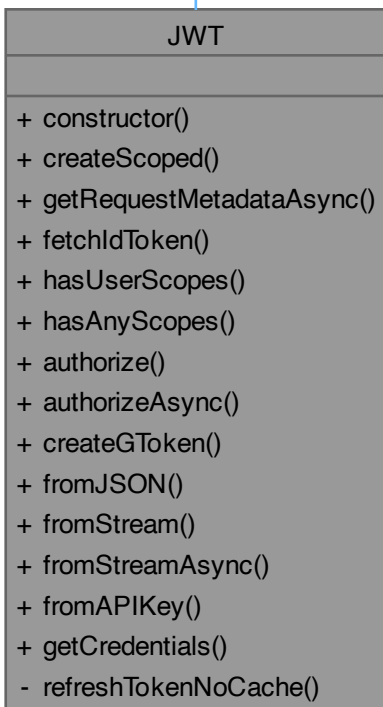 JWT
+ constructor()
+ createScoped()
+ getRequestMetadataAsync()
+ fetchIdToken()
+ hasUserScopes()
+ hasAnyScopes()
+ authorize()
+ authorizeAsync()
+ createGToken()
+ fromJSON()
+ fromStream()
+ fromStreamAsync()
+ fromAPIKey()
+ getCredentials()
- refreshTokenNoCache()